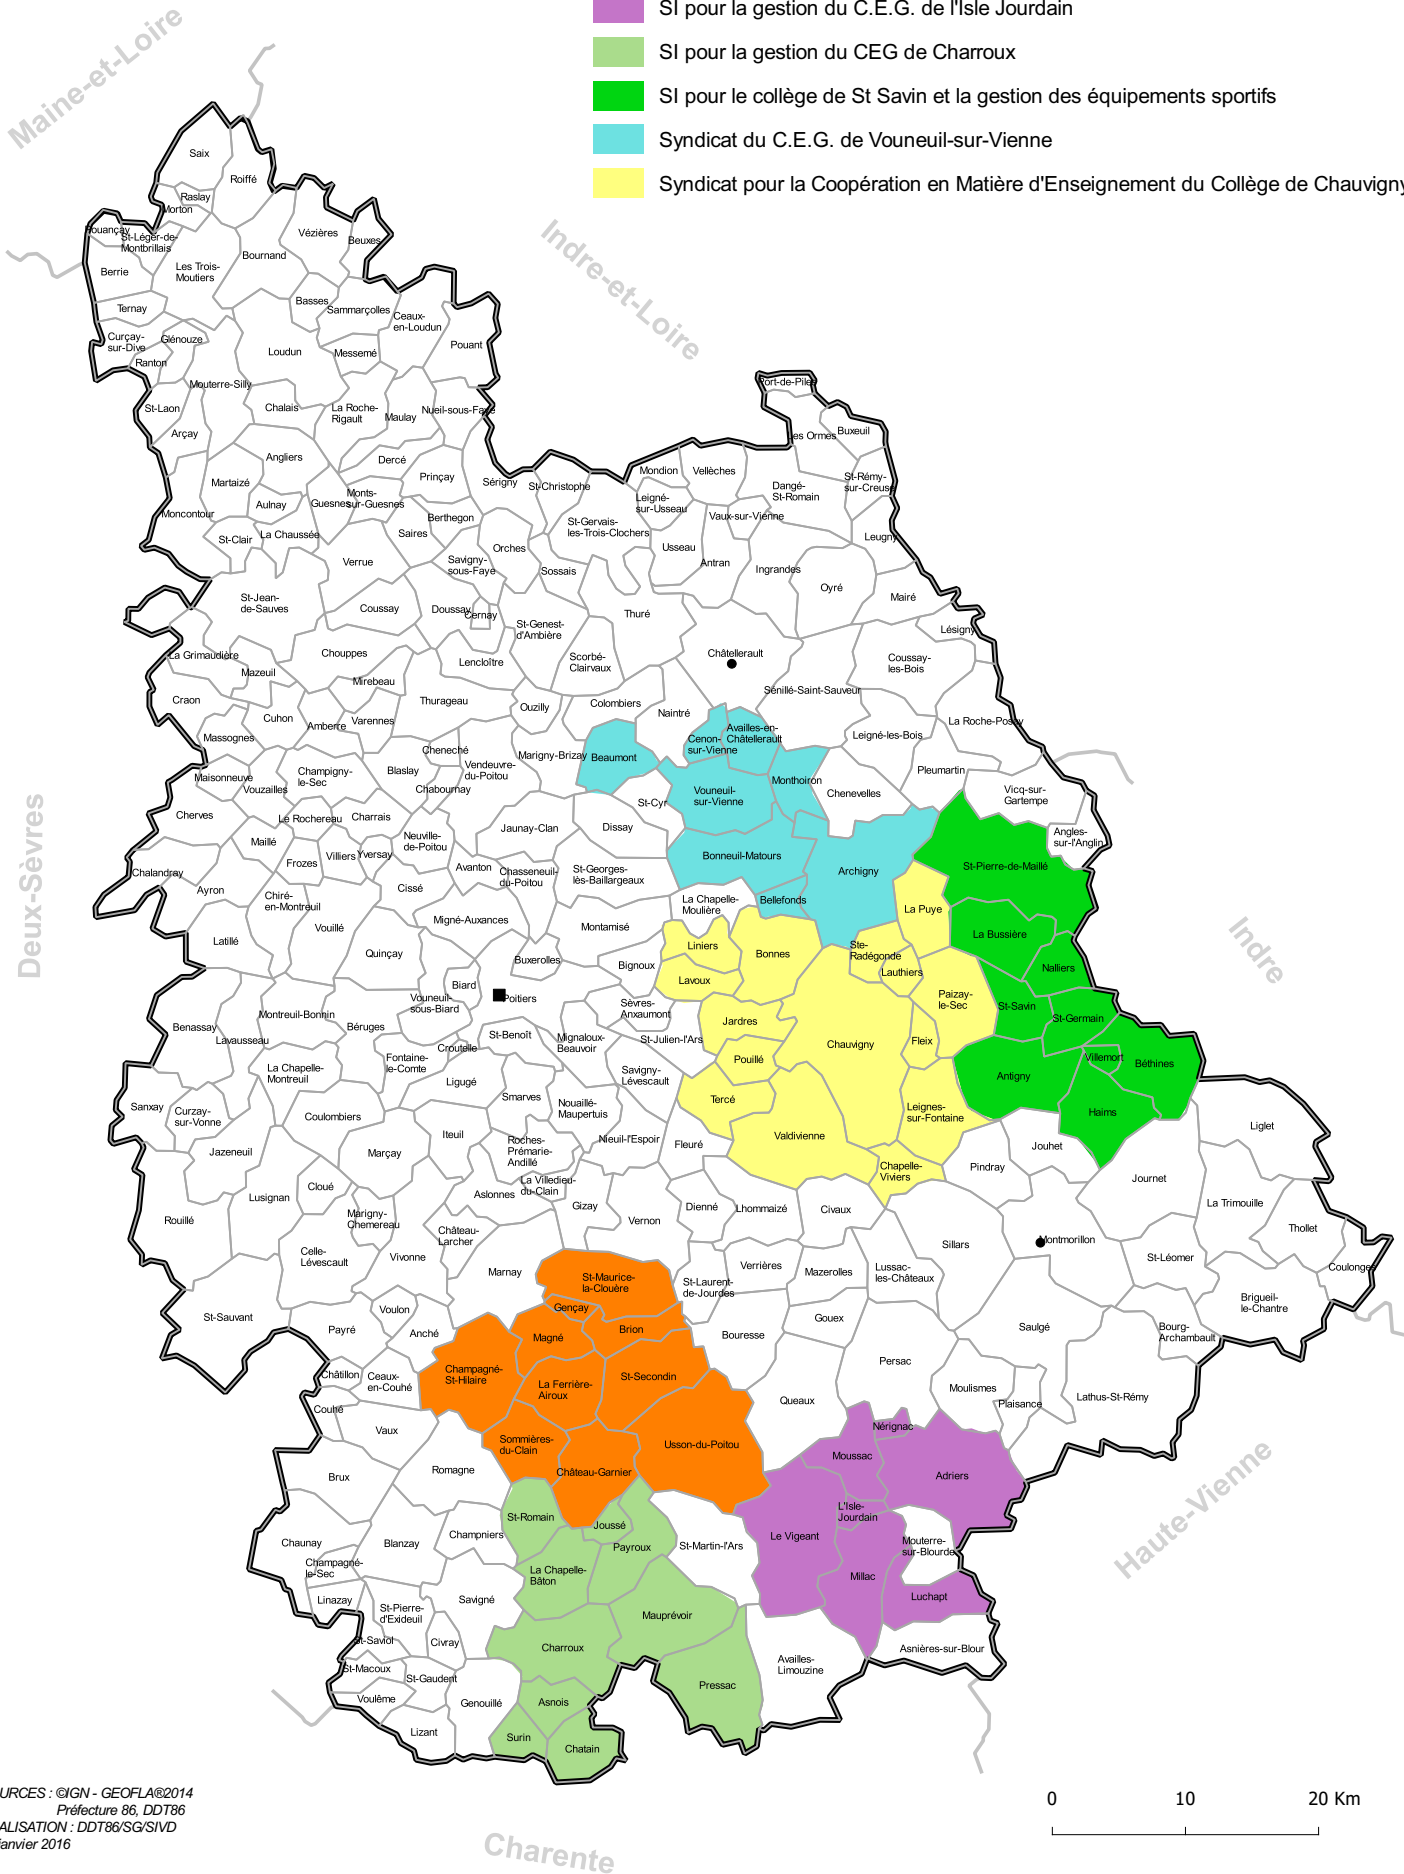 SI pour la gestion du C.E.G. de l'Isle Jourdain
SI pour la gestion du CEG de Charroux
SI pour le collège de St Savin et la gestion des équipements sportifs
Syndicat du C.E.G. de Vouneuil-sur-Vienne
Syndicat pour la Coopération en Matière d'Enseignement du Collège de Chauvigny
Maine-et-Loire
Indre-et-Loire
Deux-Sèvres
Indre
Haute-Vienne
Charente
Saix
Roiffé
Raslay
Morton
Pouançay
St-Léger-de-
Montbrillais
Vézières
Beuxes
Berrie
Les Trois-
Moutiers
Bournand
Ternay
Basses
Sammarçolles
Ceaux-
en-Loudun
Curçay-
sur-Dive
Glénouze
Ranton
Loudun
Messemé
Pouant
Mouterre-Silly
St-Laon
Chalais
La Roche-
Rigault
Maulay
Nueil-sous-Faye
Arçay
Port-de-Piles
Les Ormes
Buxeuil
Angliers
Dercé
Martaizé
Prinçay
Sérigny
St-Christophe
Mondion
Vellèches
Dangé-
St-Romain
St-Rémy-
sur-Creuse
Moncontour
Aulnay
Guesnes
Monts-
sur-Guesnes
Berthegon
Leigné-
sur-Usseau
Vaux-sur-Vienne
St-Clair
La Chaussée
Saires
St-Gervais-
les-Trois-Clochers
Leugny
Verrue
Savigny-
sous-Faye
Orches
Sossais
Usseau
Antran
Ingrandes
Oyré
Mairé
St-Jean-
de-Sauves
Coussay
Doussay
Cernay
St-Genest-
d'Ambière
Thuré
Lésigny
La Grimaudière
Mazeuil
Chouppes
Mirebeau
Lencloître
Scorbé-
Clairvaux
Châtellerault
Coussay-
les-Bois
Craon
Thurageau
Ouzilly
Colombiers
Naintré
Sénillé-Saint-Sauveur
La Roche-Posay
Cuhon
Amberre
Varennes
Massognes
Cheneché
Marigny-Brizay
Beaumont
Cenon-
sur-Vienne
Availles-en-
Châtellerault
Leigné-les-Bois
Pleumartin
Maisonneuve
Vouzailles
Champigny-
le-Sec
Blaslay
Chabournay
Vendeuvre-
du-Poitou
Monthoiron
Chenevelles
Vicq-sur-
Gartempe
Vouneuil-
sur-Vienne
St-Cyr
Cherves
Le Rochereau
Charrais
Neuville-
de-Poitou
Jaunay-Clan
Dissay
Angles-
sur-l'Anglin
Maillé
Frozes
Villiers
Yversay
Avanton
Chasseneuil-
du-Poitou
St-Georges-
lès-Baillargeaux
Bonneuil-Matours
Archigny
St-Pierre-de-Maillé
Chalandray
Ayron
Chiré-
en-Montreuil
Cissé
La Chapelle-
Moulière
Bellefonds
La Puye
Latillé
Vouillé
Migné-Auxances
Montamisé
La Bussière
Quinçay
Buxerolles
Bignoux
Liniers
Bonnes
Ste-
Radégonde
Lauthiers
Nalliers
Lavoux
Biard
Poitiers
Vouneuil-
sous-Biard
Sèvres-
Anxaumont
Paizay-
le-Sec
St-Savin
St-Germain
Benassay
Lavausseau
Montreuil-Bonnin
Béruges
St-Benoît
Mignaloux-
Beauvoir
St-Julien-l'Ars
Jardres
Chauvigny
Fleix
Pouillé
Villemort
Béthines
Croutelle
Fontaine-
le-Comte
La Chapelle-
Montreuil
Ligugé
Savigny-
Lévescault
Antigny
Smarves
Nouaillé-
Maupertuis
Tercé
Leignes-
sur-Fontaine
Haims
Sanxay
Curzay-
sur-Vonne
Coulombiers
Iteuil
Nieuil-l'Espoir
Fleuré
Valdivienne
Liglet
Jazeneuil
Marçay
Roches-
Prémarie-
Andillé
Jouhet
Pindray
Chapelle-
Viviers
Journet
Lusignan
Cloué
Aslonnes
La Villedieu-
du-Clain
Gizay
Dienné
Lhommaizé
Civaux
La Trimouille
Rouillé
Marigny-
Chemereau
Château-
Larcher
Vernon
Thollet
Celle-
Lévescault
Vivonne
Sillars
Montmorillon
St-Léomer
Coulonges
Marnay
St-Maurice-
la-Clouère
St-Laurent-
de-Jourdes
Verrières
Mazerolles
Lussac-
les-Châteaux
Brigueil-
le-Chantre
St-Sauvant
Voulon
Gençay
Gouex
Saulgé
Payré
Anché
Magné
Brion
Bouresse
Bourg-
Archambault
Châtillon
Ceaux-
en-Couhé
Champagné-
St-Hilaire
La Ferrière-
Airoux
St-Secondin
Persac
Moulismes
Plaisance
Lathus-St-Rémy
Couhé
Queaux
Vaux
Sommières-
du-Clain
Usson-du-Poitou
Nérignac
Moussac
Adriers
Brux
Romagne
Château-Garnier
L'Isle-
Jourdain
St-Romain
Joussé
Le Vigeant
Chaunay
Blanzay
Champniers
Payroux
St-Martin-l'Ars
Mouterre-
sur-Blourde
Champagné-
le-Sec
La Chapelle-
Bâton
Millac
Luchapt
Linazay
St-Pierre-
d'Exideuil
Savigné
Mauprévoir
St-Saviol
Civray
Charroux
Asnières-sur-Blour
St-Macoux
St-Gaudent
Availles-
Limouzine
Pressac
Voulême
Genouillé
Asnois
Lizant
Surin
Chatain
URCES : ©IGN - GEOFLA®2014
Préfecture 86, DDT86
ALISATION : DDT86/SG/SIVD
janvier 2016
0 10 20 Km